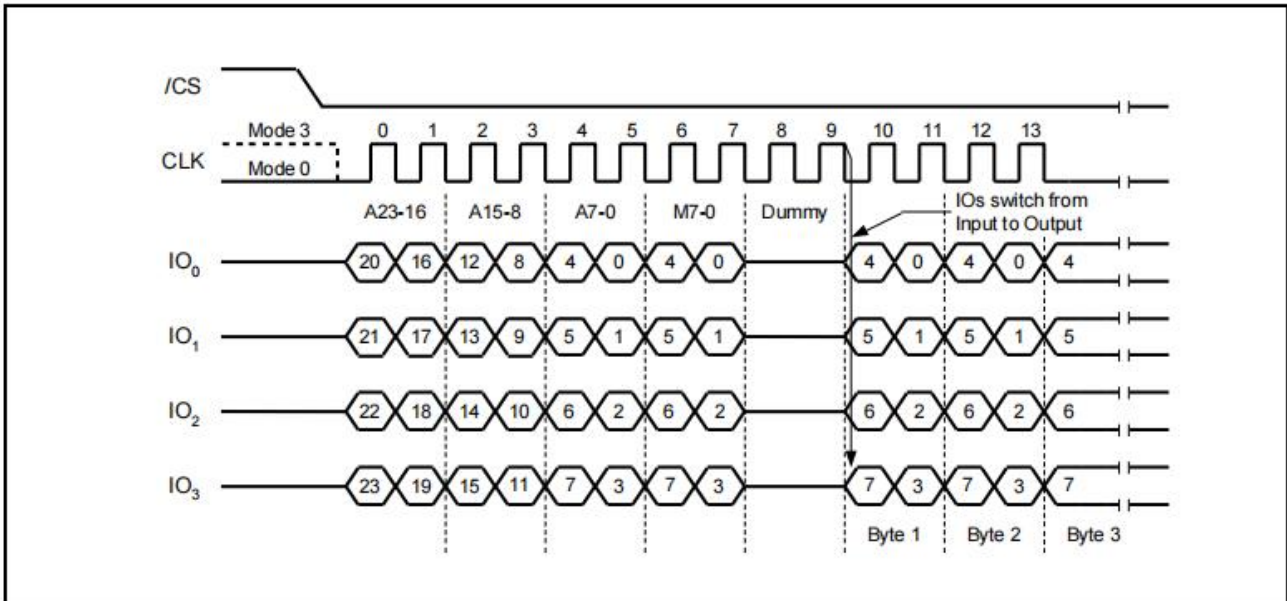 /CS
Mode 3 0 1 2 3 4 5 6 7 8 9 10 11 12 13
CLK
Mode 0
A23-16 A15-8 A7-0 M7-0 Dummy IOs switch from
Input to Output
IO0 20 16 12 8 4 0 4 0 4 0 4 0 4
IO1 21 17 13 9 5 1 5 1 5 1 5 1 5
IO2 22 18 14 10 6 2 6 2 6 2 6 2 6
IO3 23 19 15 11 7 3 7 3 7 3 7 3 7
Byte 1 Byte 2 Byte 3